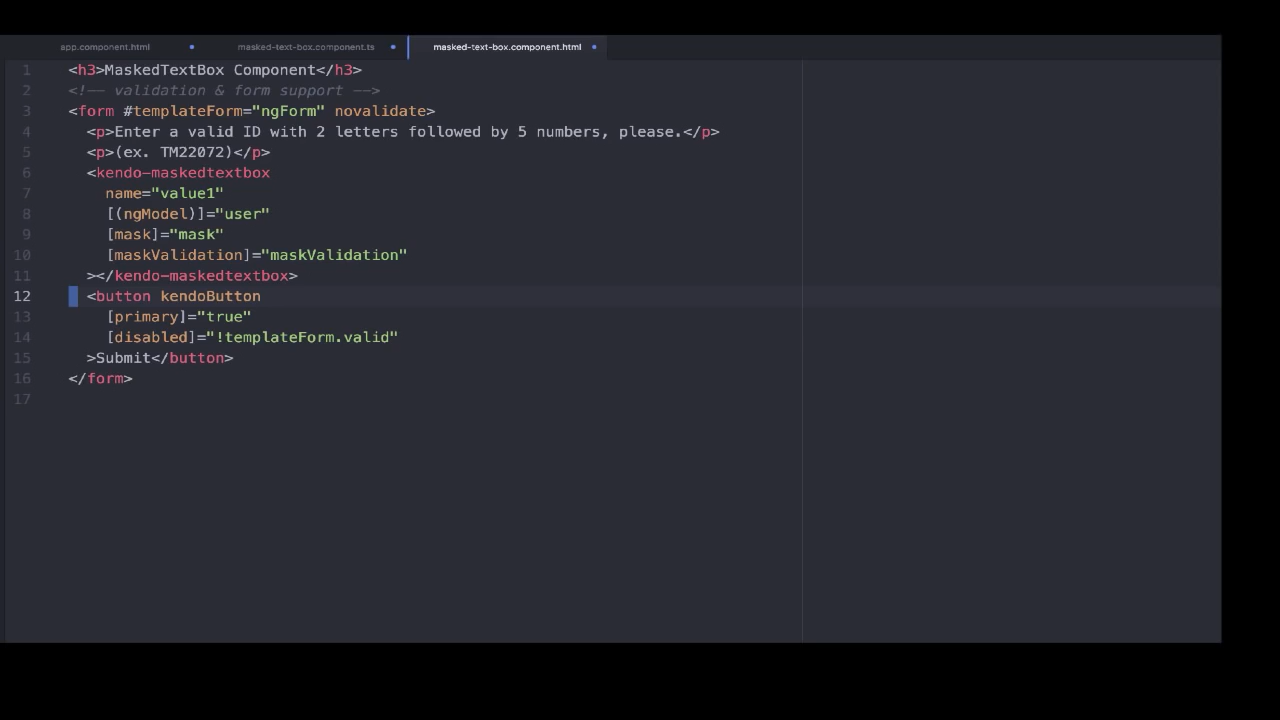 app.component.html masked-text-box.component.ts masked-text-box.component.html
1 <h3>MaskedTextBox Component</h3>
2 <!-- validation & form support -->
3 <form #templateForm="ngForm" novalidate>
4 <p>Enter a valid ID with 2 letters followed by 5 numbers, please.</p>
5 <p>(ex. TM22072)</p>
6 <kendo-maskedtextbox
7 name="value1"
8 [(ngModel)]="user"
9 [mask]="mask"
10 [maskValidation]="maskValidation"
11 ></kendo-maskedtextbox>
12 <button kendoButton
13 [primary]="true"
14 [disabled]="!templateForm.valid"
15 >Submit</button>
16 </form>
17